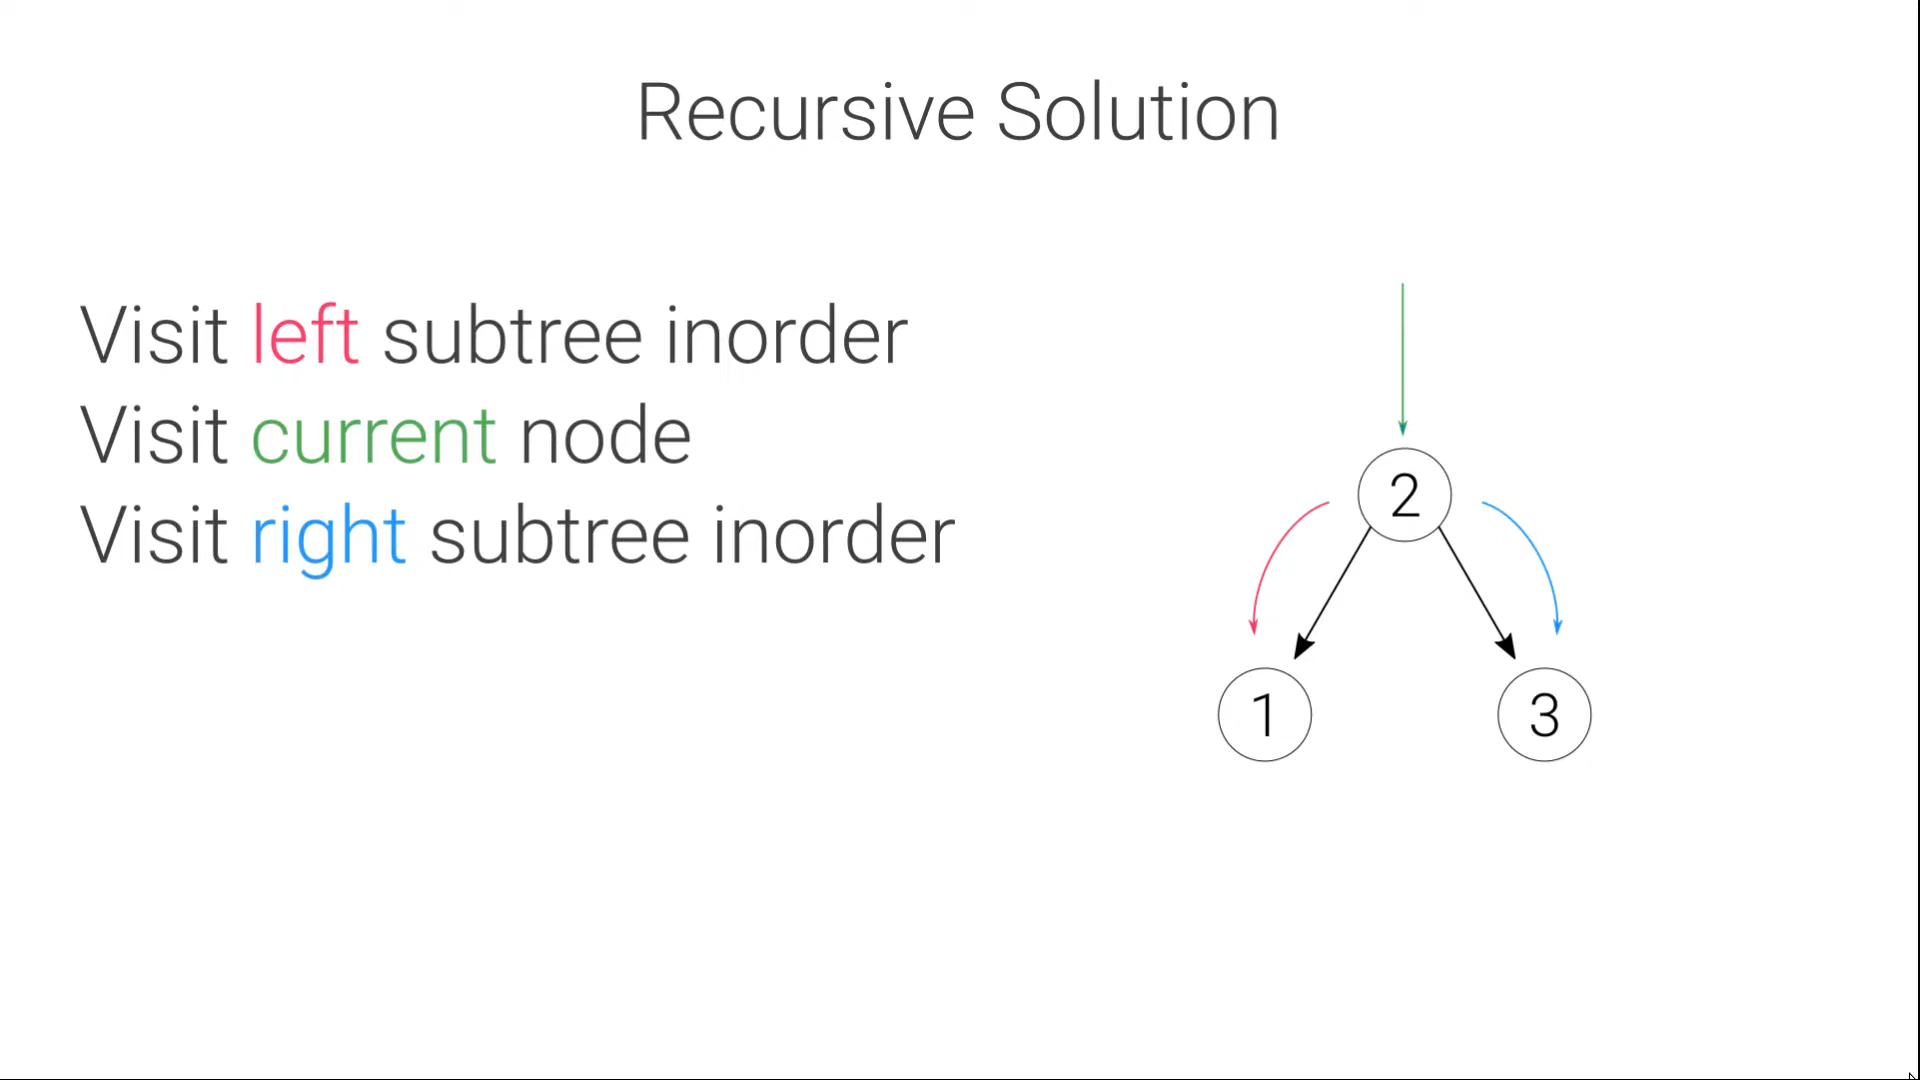 Recursive Solution
Visit left subtree inorder
Visit current node
Visit right subtree inorder
2
1
3